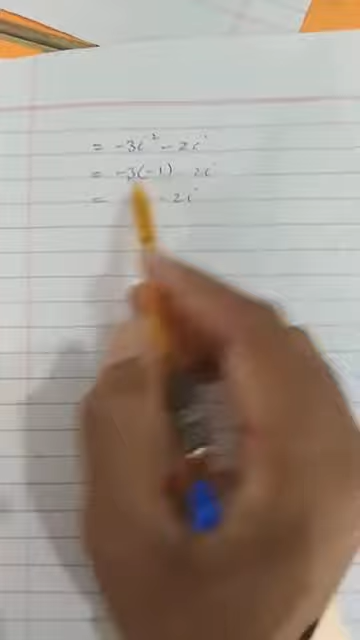 = -3i² - 2i
= -3(-1) - 2i
= - 2i